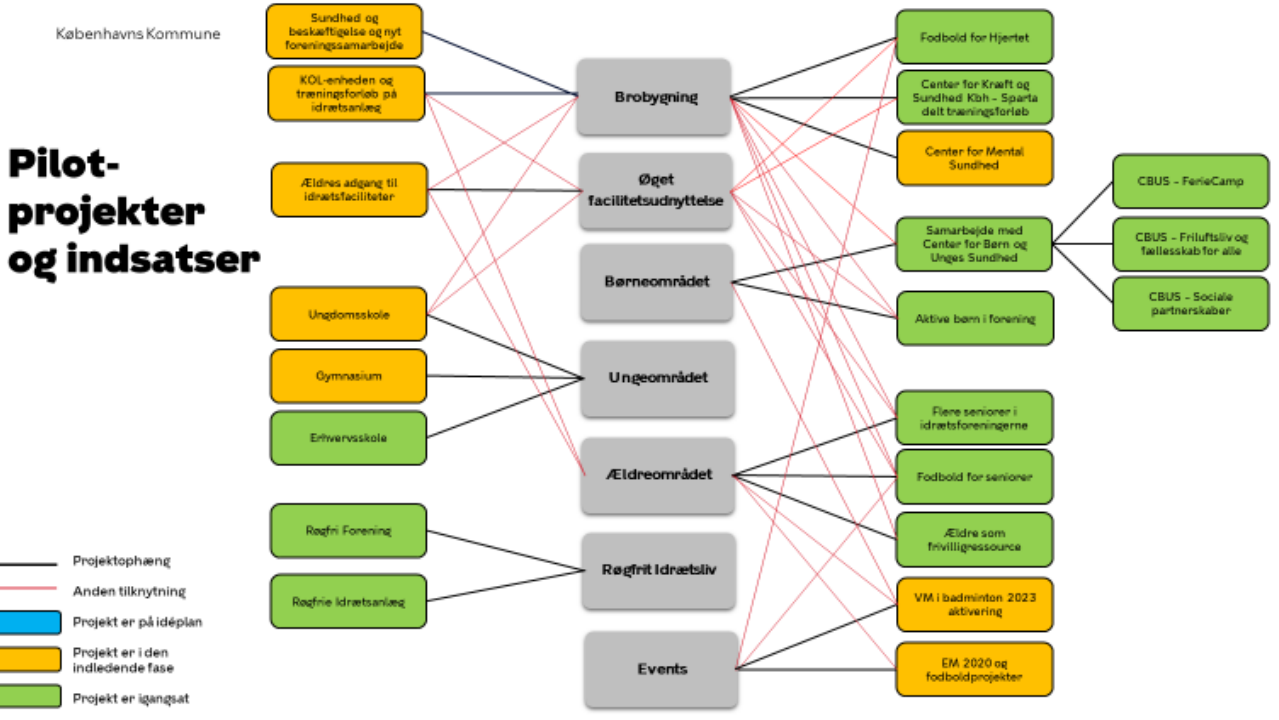 Københavns Kommune
Pilot-
projekter
og indsatser
Sundhed og
beskæftigelse og nyt
foreningssamarbejde
KOL-enheden og
træningsforløb på
idrætsanlæg
Ældres adgang til
idrætsfaciliteter
Ungdomsskole
Gymnasium
Erhvervsskole
Røgfri Forening
Røgfrie Idrætsanlæg
Brobygning
Øget
facilitetsudnyttelse
Børneområdet
Ungeområdet
Ældreområdet
Røgfrit Idrætsliv
Events
Fodbold for Hjertet
Center for Kræft og
Sundhed Kbh - Sparta
delt træningsforløb
Center for Mental
Sundhed
Samarbejde med
Center for Børn og
Unges Sundhed
Aktive børn i forening
Flere seniorer i
idrætsforeningerne
Fodbold for seniorer
Ældre som
frivilligressource
VM i badminton 2023
aktivering
EM 2020 og
fodboldprojekter
CBUS - FerieCamp
CBUS - Friluftsliv og
fællesskab for alle
CBUS - Sociale
partnerskaber
Projektophæng
Anden tilknytning
Projekt er på idéplan
Projekt er i den
indledende fase
Projekt er igangsat